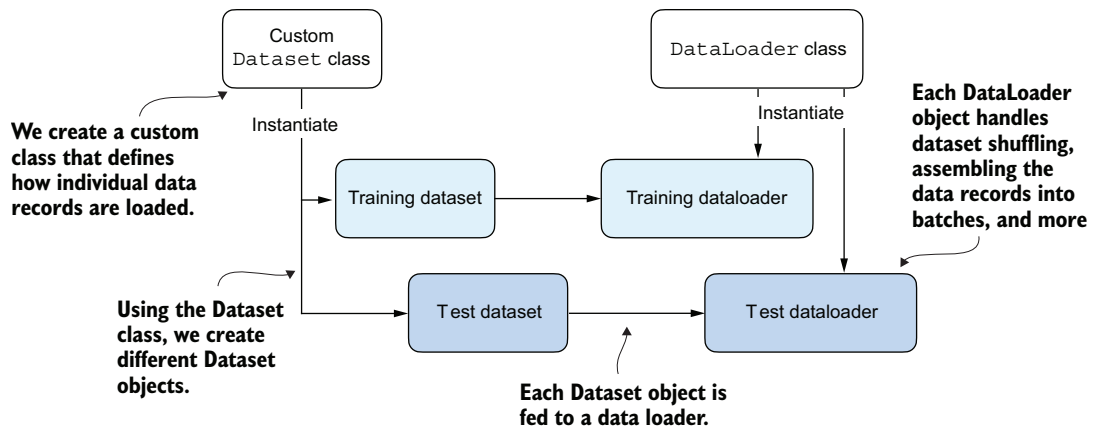 Custom
Dataset class
DataLoader class
Instantiate
Instantiate
We create a custom
class that defines
how individual data
records are loaded.
Each DataLoader
object handles
dataset shuffling,
assembling the
data records into
batches, and more
Training dataset
Training dataloader
Using the Dataset
class, we create
different Dataset
objects.
Test dataset
Test dataloader
Each Dataset object is
fed to a data loader.